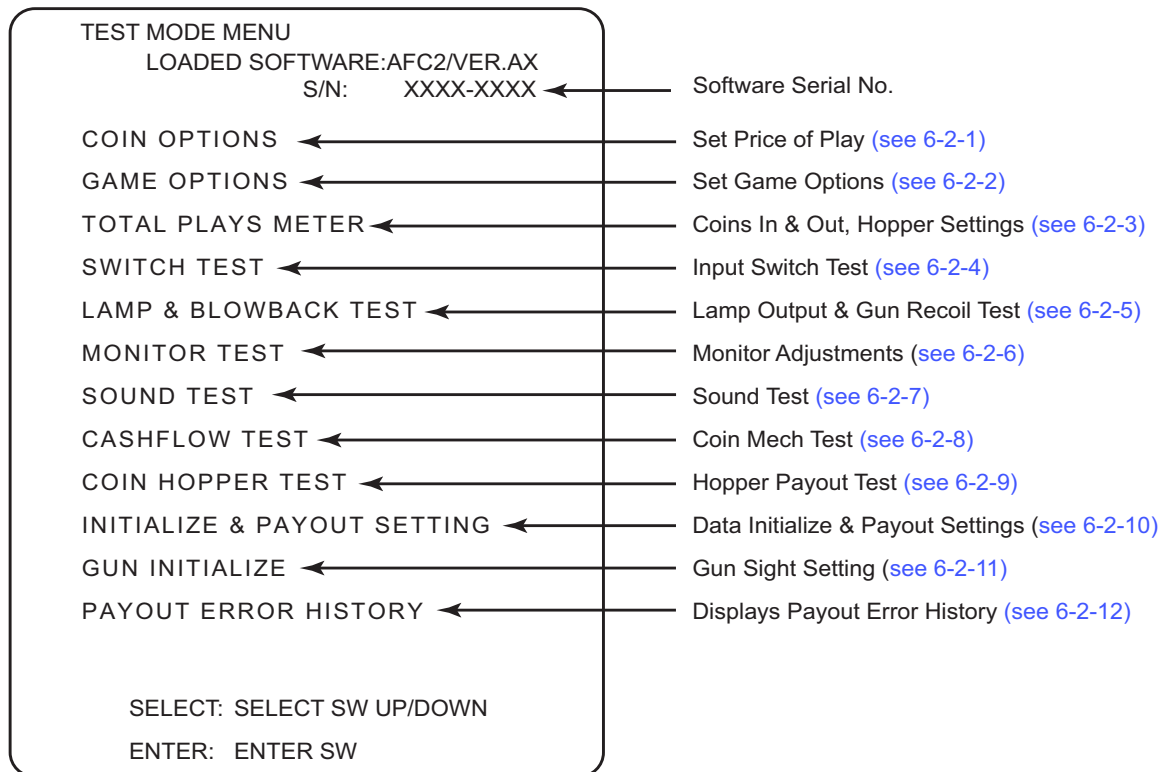 TEST MODE MENU
LOADED SOFTWARE:AFC2/VER.AX
S/N: XXXX-XXXX Software Serial No.
COIN OPTIONS Set Price of Play (see 6-2-1)
GAME OPTIONS Set Game Options (see 6-2-2)
TOTAL PLAYS METER Coins In & Out, Hopper Settings (see 6-2-3)
SWITCH TEST Input Switch Test (see 6-2-4)
LAMP & BLOWBACK TEST Lamp Output & Gun Recoil Test (see 6-2-5)
MONITOR TEST Monitor Adjustments (see 6-2-6)
SOUND TEST Sound Test (see 6-2-7)
CASHFLOW TEST Coin Mech Test (see 6-2-8)
COIN HOPPER TEST Hopper Payout Test (see 6-2-9)
INITIALIZE & PAYOUT SETTING Data Initialize & Payout Settings (see 6-2-10)
GUN INITIALIZE Gun Sight Setting (see 6-2-11)
PAYOUT ERROR HISTORY Displays Payout Error History (see 6-2-12)
SELECT: SELECT SW UP/DOWN
ENTER: ENTER SW